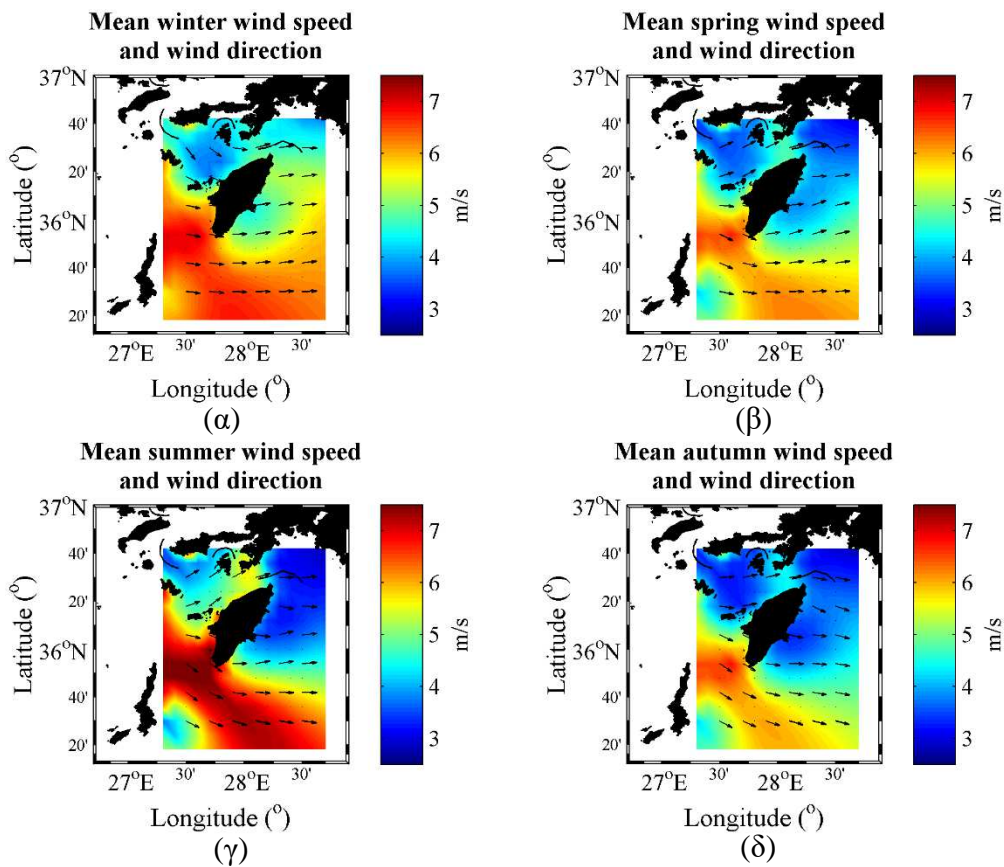 Mean winter wind speed
and wind direction
37°N
40'
20'
36°N
40'
20'
27°E
30'
28°E
30'
Latitude (°)
Longitude (°)
7
6
5
4
3
m/s
(α)
Mean spring wind speed
and wind direction
37°N
40'
20'
36°N
40'
20'
27°E
30'
28°E
30'
Latitude (°)
Longitude (°)
7
6
5
4
3
m/s
(β)
Mean summer wind speed
and wind direction
37°N
40'
20'
36°N
40'
20'
27°E
30'
28°E
30'
Latitude (°)
Longitude (°)
7
6
5
4
3
m/s
(γ)
Mean autumn wind speed
and wind direction
37°N
40'
20'
36°N
40'
20'
27°E
30'
28°E
30'
Latitude (°)
Longitude (°)
7
6
5
4
3
m/s
(δ)